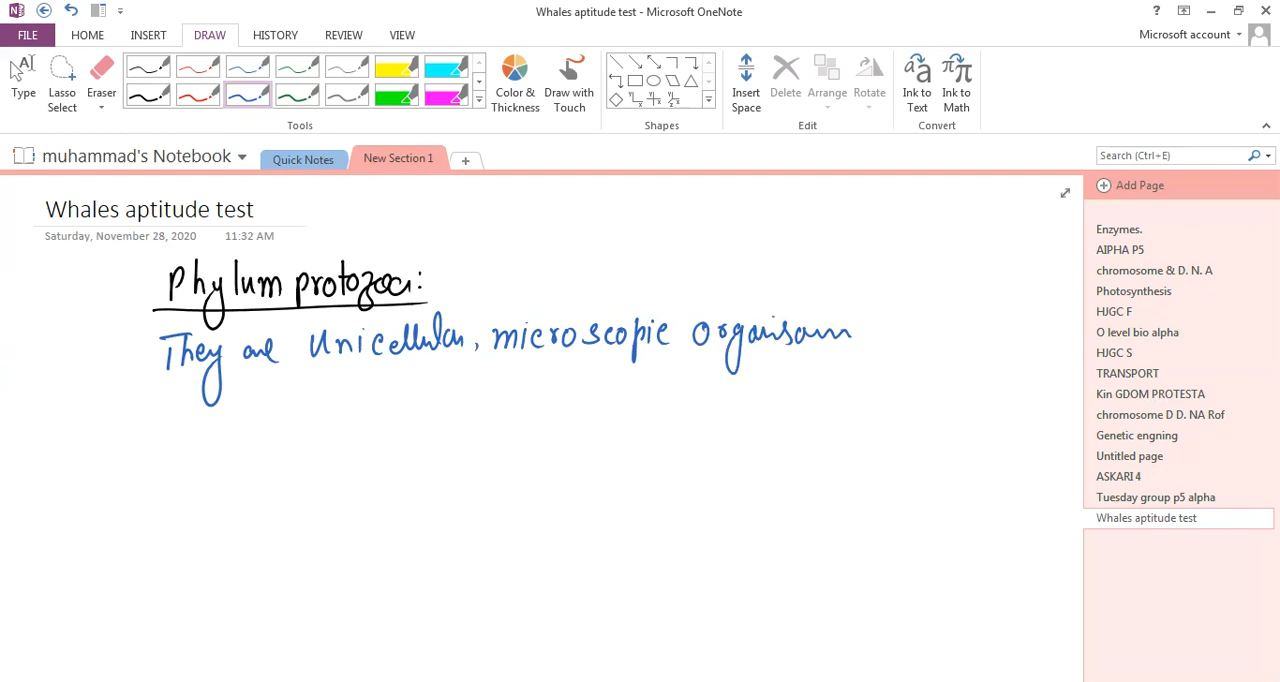 Whales aptitude test - Microsoft OneNote
?
FILE HOME INSERT DRAW HISTORY REVIEW VIEW
Microsoft account
Type
Lasso Select
Eraser
Color & Thickness
Draw with Touch
Insert Space
Delete
Arrange
Rotate
Ink to Text
Ink to Math
Tools
Shapes
Edit
Convert
muhammad's Notebook
Quick Notes
New Section 1
Search (Ctrl+E)
Add Page
Whales aptitude test
Saturday, November 28, 2020 11:32 AM
Phylum protozoa:
They are Unicellular, microscopic organisam
Enzymes.
AIPHA P5
chromosome & D. N. A
Photosynthesis
HJGC F
O level bio alpha
HJGC S
TRANSPORT
Kin GDOM PROTESTA
chromosome D D. NA Rof
Genetic engning
Untitled page
ASKARI 4
Tuesday group p5 alpha
Whales aptitude test